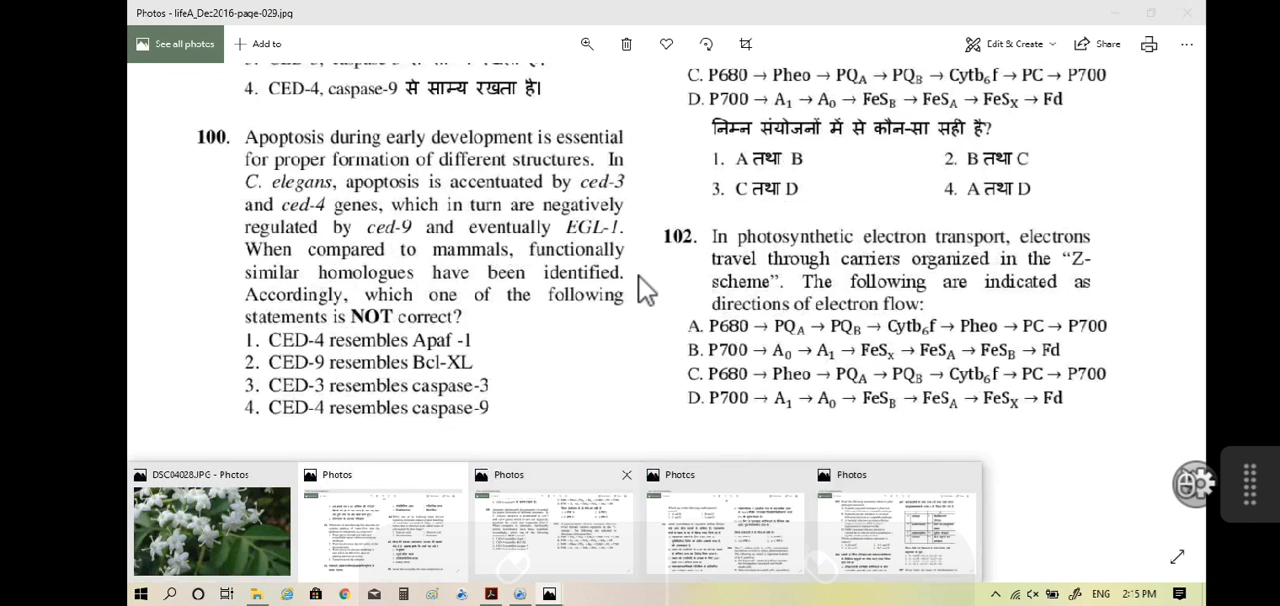 Photos - lifeA_Dec2016-page-029.jpg
See all photos
Add to
Edit & Create
Share
4. CED-4, caspase-9 से साम्य रखता है।
100. Apoptosis during early development is essential
for proper formation of different structures. In
C. elegans, apoptosis is accentuated by ced-3
and ced-4 genes, which in turn are negatively
regulated by ced-9 and eventually EGL-1.
When compared to mammals, functionally
similar homologues have been identified.
Accordingly, which one of the following
statements is NOT correct?
1. CED-4 resembles Apaf -1
2. CED-9 resembles Bcl-XL
3. CED-3 resembles caspase-3
4. CED-4 resembles caspase-9
C. P680 → Pheo → PQA → PQB → Cytb6f → PC → P700
D. P700 → A1 → A0 → FeSB → FeSA → FeSX → Fd
निम्न संयोजनों में से कौन-सा सही है?
1. A तथा B 2. B तथा C
3. C तथा D 4. A तथा D
102. In photosynthetic electron transport, electrons
travel through carriers organized in the “Z-
scheme”. The following are indicated as
directions of electron flow:
A. P680 → PQA → PQB → Cytb6f → Pheo → PC → P700
B. P700 → A0 → A1 → FeSx → FeSA → FeSB → Fd
C. P680 → Pheo → PQA → PQB → Cytb6f → PC → P700
D. P700 → A1 → A0 → FeSB → FeSA → FeSX → Fd
DSC04028.JPG - Photos
Photos
Photos
Photos
Photos
ENG 2:15 PM